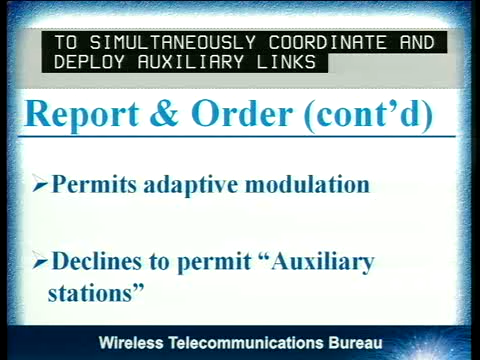 TO SIMULTANEOUSLY COORDINATE AND
DEPLOY AUXILIARY LINKS
Report & Order (cont’d)
➢Permits adaptive modulation
➢Declines to permit “Auxiliary
stations”
Wireless Telecommunications Bureau